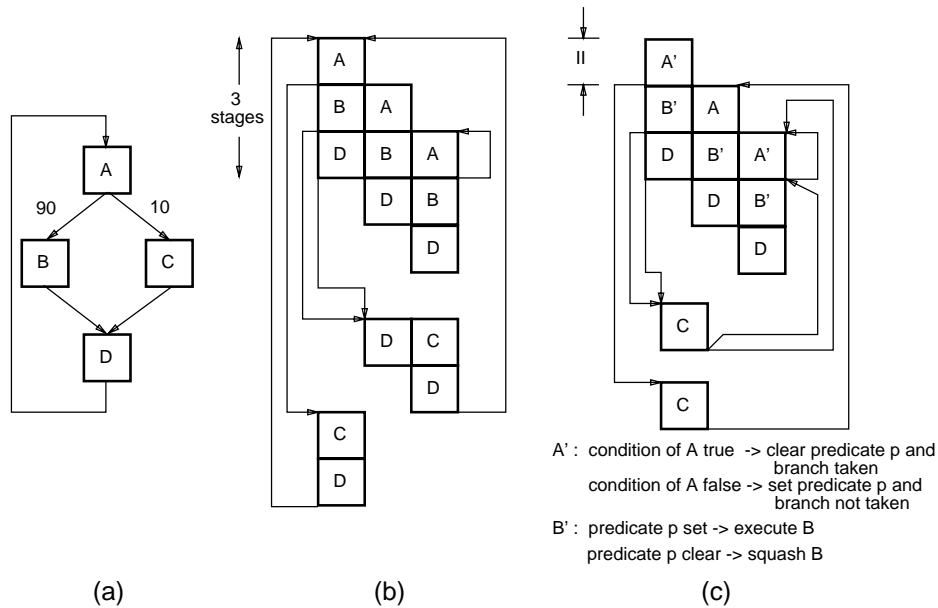 A
90
10
B
C
D
(a)
3
stages
A
B A
D B A
D B
D
D C
D
C
D
(b)
II
A’
B’ A
D B’ A’
D B’
D
C
C
A’ : condition of A true -> clear predicate p and
branch taken
condition of A false -> set predicate p and
branch not taken
B’ : predicate p set -> execute B
predicate p clear -> squash B
(c)